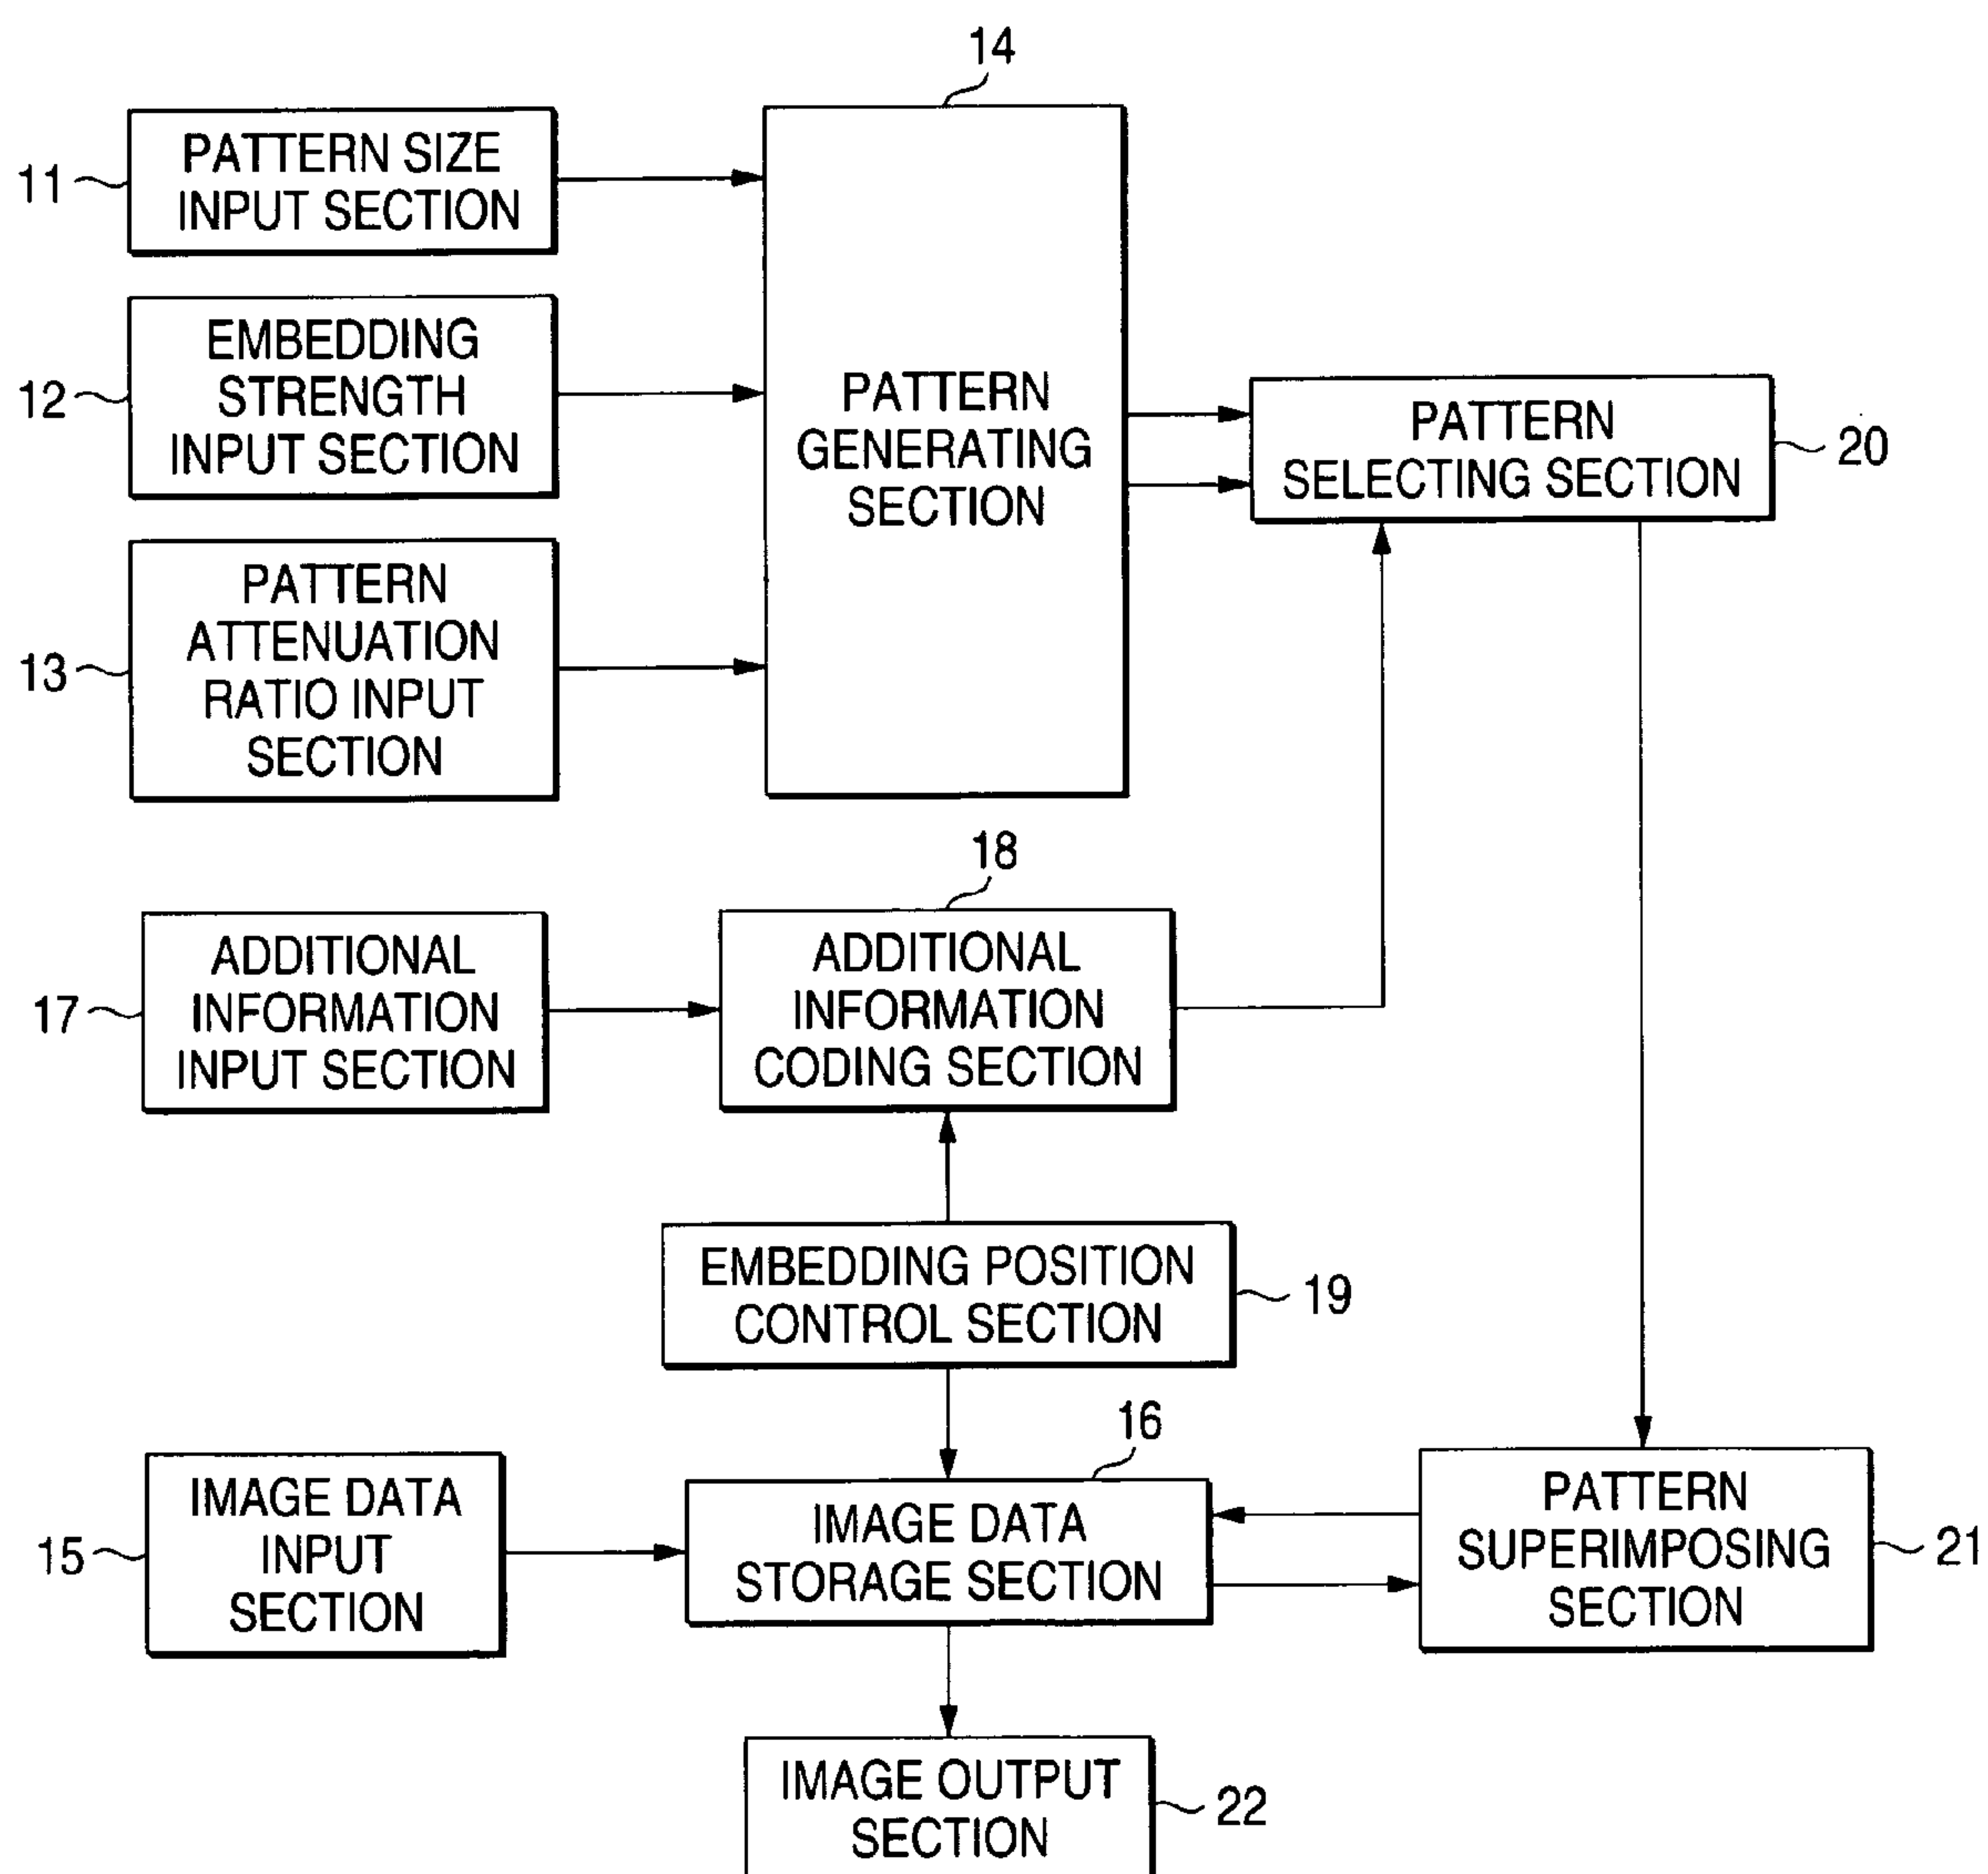 14
11
PATTERN SIZE
INPUT SECTION
12
EMBEDDING
STRENGTH
INPUT SECTION
13
PATTERN
ATTENUATION
RATIO INPUT
SECTION
PATTERN
GENERATING
SECTION
PATTERN
SELECTING SECTION
20
18
17
ADDITIONAL
INFORMATION
INPUT SECTION
ADDITIONAL
INFORMATION
CODING SECTION
EMBEDDING POSITION
CONTROL SECTION
19
16
15
IMAGE DATA
INPUT
SECTION
IMAGE DATA
STORAGE SECTION
PATTERN
SUPERIMPOSING
SECTION
21
IMAGE OUTPUT
SECTION
22